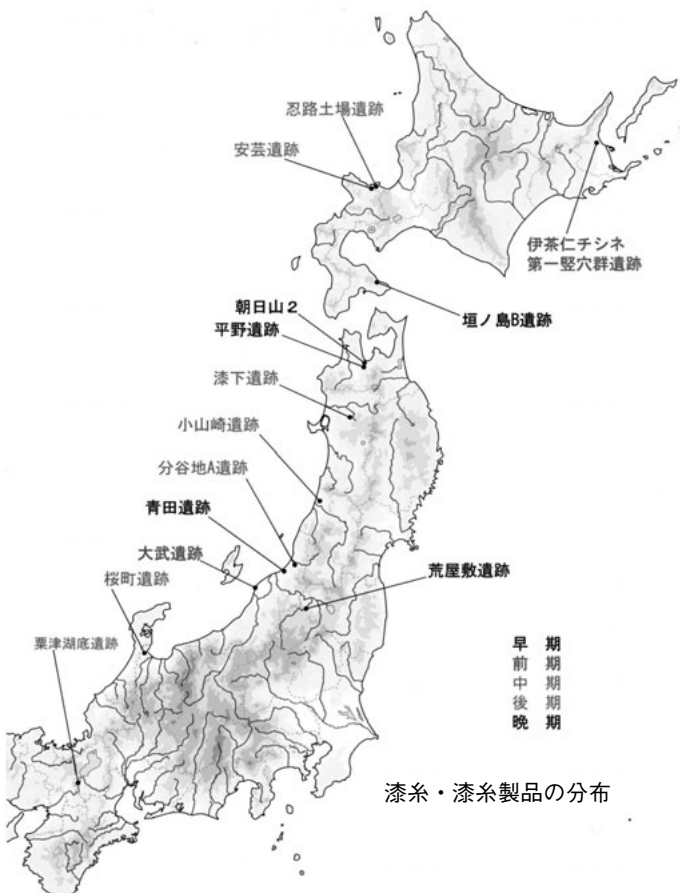 忍路土場遺跡
安芸遺跡
伊茶仁チシネ
第一竪穴群遺跡
垣ノ島B遺跡
朝日山2
平野遺跡
漆下遺跡
小山崎遺跡
分谷地A遺跡
青田遺跡
大武遺跡
桜町遺跡
荒屋敷遺跡
粟津湖底遺跡
早 期
前 期
中 期
後 期
晩 期
漆糸・漆糸製品の分布